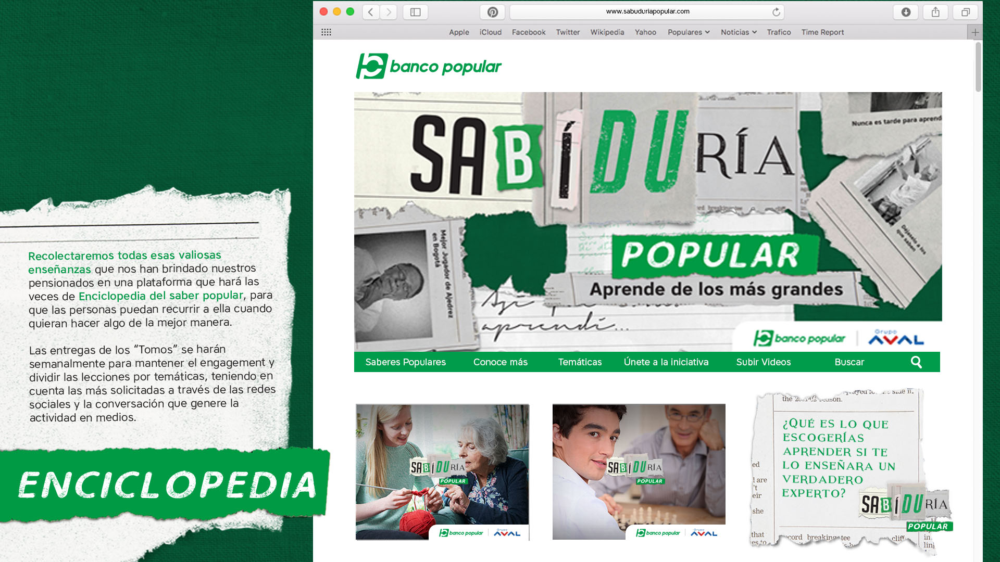 www.sabuduriapopular.com
Apple iCloud Facebook Twitter Wikipedia Yahoo Populares Noticias Trafico Time Report
banco popular
SABÍDURÍA
POPULAR
Aprende de los más grandes
Nunca es tarde para aprend
Dejaselo a los
que saben
Mejor Jugador de Ajedrez
en Bogotá
aprendí...
banco popular
Grupo
AVAL
Saberes Populares Conoce más Temáticas Únete a la iniciativa Subir Videos Buscar
Recolectaremos todas esas valiosas
enseñanzas que nos han brindado nuestros
pensionados en una plataforma que hará las
veces de Enciclopedia del saber popular, para
que las personas puedan recurrir a ella cuando
quieran hacer algo de la mejor manera.
Las entregas de los “Tomos” se harán
semanalmente para mantener el engagement y
dividir las lecciones por temáticas, teniendo en
cuenta las más solicitadas a través de las redes
sociales y la conversación que genere la
actividad en medios.
ENCICLOPEDIA
SABÍDURÍA
POPULAR
banco popular
Grupo
AVAL
SABÍDURÍA
POPULAR
banco popular
Grupo
AVAL
¿QUÉ ES LO QUE
ESCOGERÍAS
APRENDER SI TE
LO ENSEÑARA UN
VERDADERO
EXPERTO?
SABÍDURÍA
POPULAR